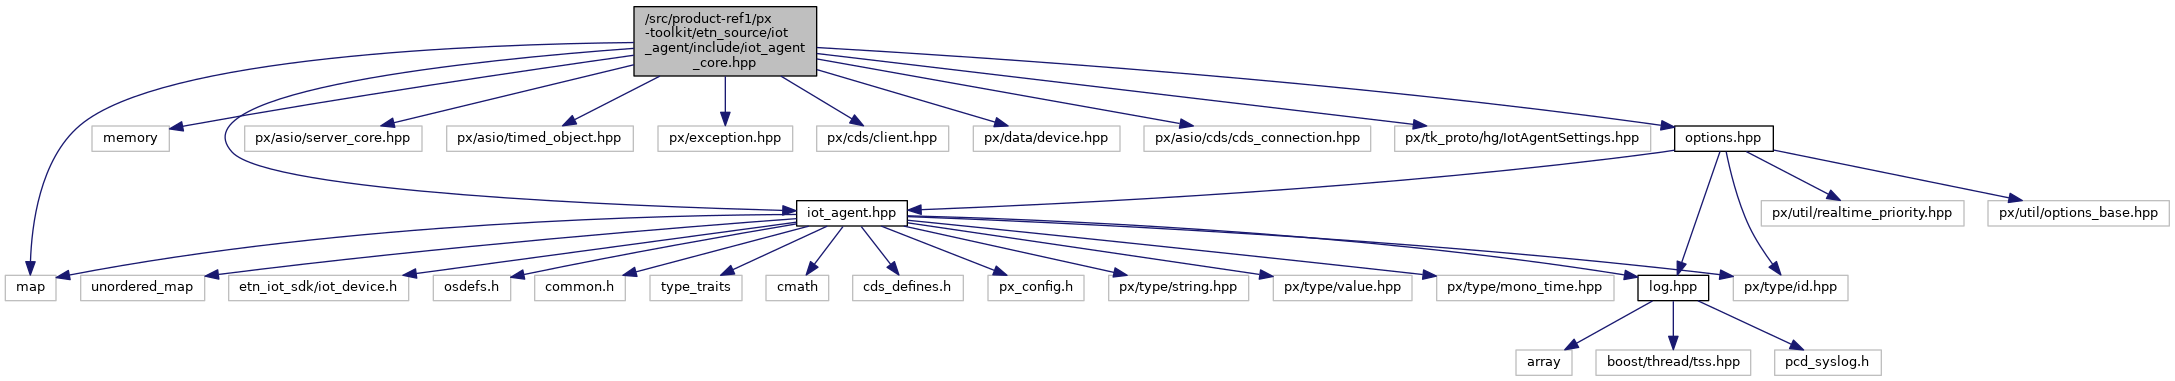 /src/product-ref1/px
-toolkit/etn_source/iot
_agent/include/iot_agent
_core.hpp
memory
px/asio/server_core.hpp
px/asio/timed_object.hpp
px/exception.hpp
px/cds/client.hpp
px/data/device.hpp
px/asio/cds/cds_connection.hpp
px/tk_proto/hg/IotAgentSettings.hpp
options.hpp
iot_agent.hpp
px/util/realtime_priority.hpp
px/util/options_base.hpp
map
unordered_map
etn_iot_sdk/iot_device.h
osdefs.h
common.h
type_traits
cmath
cds_defines.h
px_config.h
px/type/string.hpp
px/type/value.hpp
px/type/mono_time.hpp
log.hpp
px/type/id.hpp
array
boost/thread/tss.hpp
pcd_syslog.h